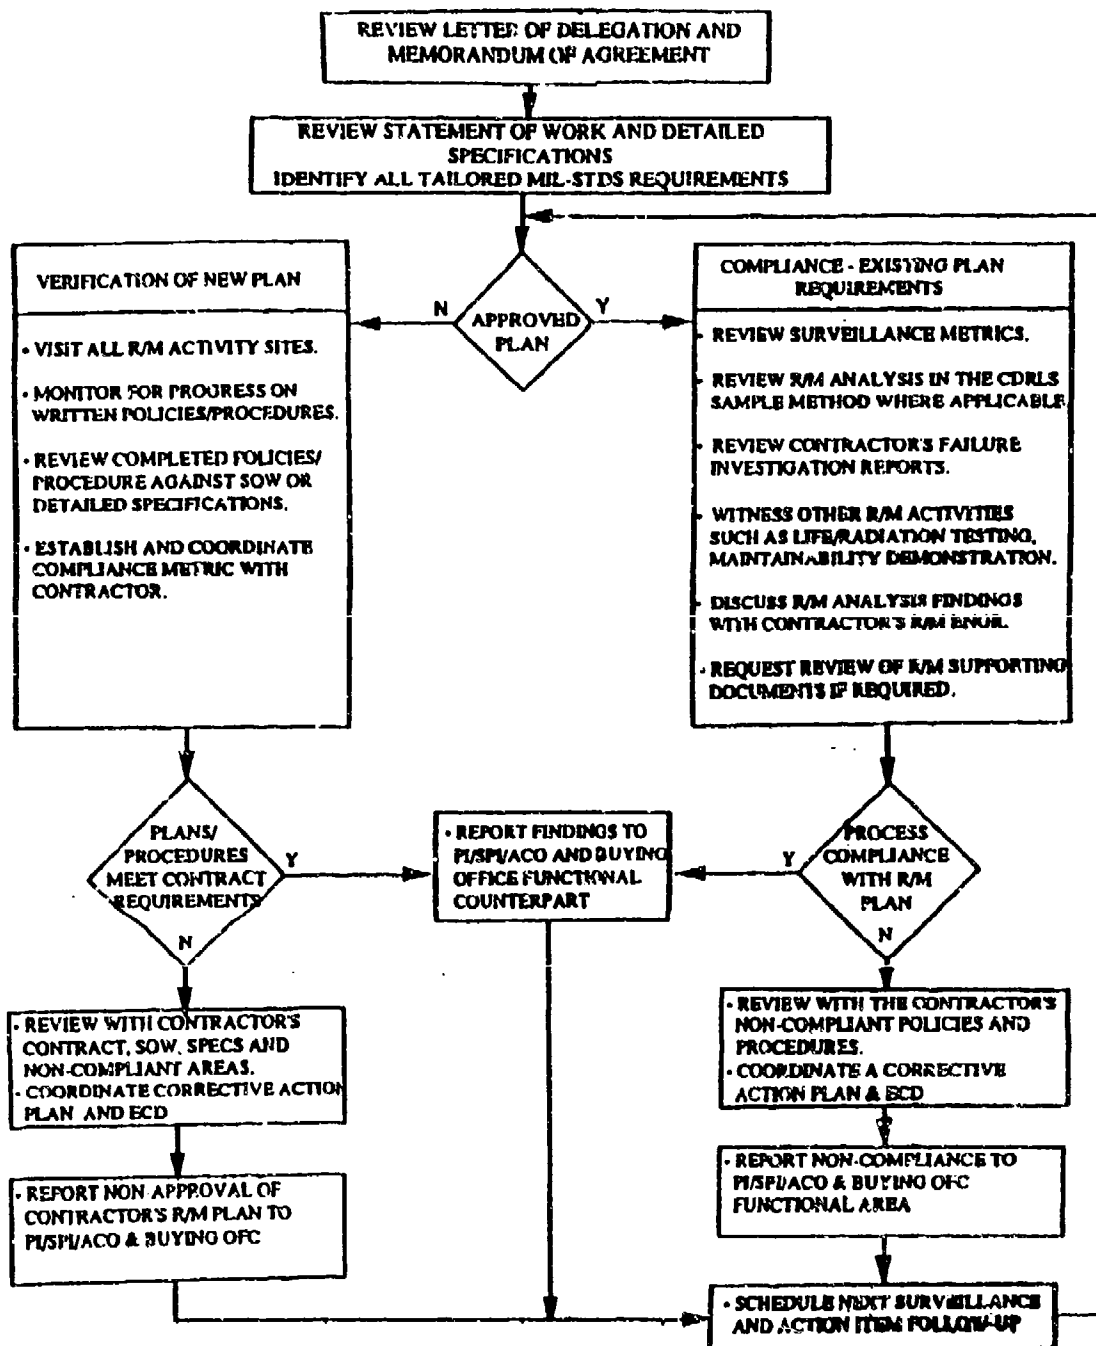 REVIEW LETTER OF DELEGATION AND
MEMORANDUM OF AGREEMENT
REVIEW STATEMENT OF WORK AND DETAILED
SPECIFICATIONS
IDENTIFY ALL TAILORED MIL-STDS REQUIREMENTS
APPROVED
PLAN
N
Y
VERIFICATION OF NEW PLAN
• VISIT ALL R/M ACTIVITY SITES.
• MONITOR FOR PROGRESS ON
WRITTEN POLICIES/PROCEDURES.
• REVIEW COMPLETED POLICIES/
PROCEDURE AGAINST SOW OR
DETAILED SPECIFICATIONS.
• ESTABLISH AND COORDINATE
COMPLIANCE METRIC WITH
CONTRACTOR.
COMPLIANCE - EXISTING PLAN
REQUIREMENTS
- REVIEW SURVEILLANCE METRICS.
- REVIEW R/M ANALYSIS IN THE CDRLS
SAMPLE METHOD WHERE APPLICABLE
- REVIEW CONTRACTOR'S FAILURE
INVESTIGATION REPORTS.
- WITNESS OTHER R/M ACTIVITIES
SUCH AS LIFE/RADIATION TESTING,
MAINTAINABILITY DEMONSTRATION.
- DISCUSS R/M ANALYSIS FINDINGS
WITH CONTRACTOR'S R/M ENGR.
• REQUEST REVIEW OF R/M SUPPORTING
DOCUMENTS IF REQUIRED.
PLANS/
PROCEDURES
MEET CONTRACT
REQUIREMENTS
Y
N
• REPORT FINDINGS TO
PI/SPI/ACO AND BUYING
OFFICE FUNCTIONAL
COUNTERPART
PROCESS
COMPLIANCE
WITH R/M
PLAN
Y
N
• REVIEW WITH CONTRACTOR'S
CONTRACT, SOW, SPECS AND
NON-COMPLIANT AREAS.
• COORDINATE CORRECTIVE ACTION
PLAN AND ECD
• REPORT NON-APPROVAL OF
CONTRACTOR'S R/M PLAN TO
PI/SPI/ACO & BUYING OFC
• REVIEW WITH THE CONTRACTOR'S
NON-COMPLIANT POLICIES AND
PROCEDURES.
• COORDINATE A CORRECTIVE
ACTION PLAN & ECD
• REPORT NON-COMPLIANCE TO
PI/SPI/ACO & BUYING OFC
FUNCTIONAL AREA
• SCHEDULE NEXT SURVEILLANCE
AND ACTION ITEM FOLLOW-UP